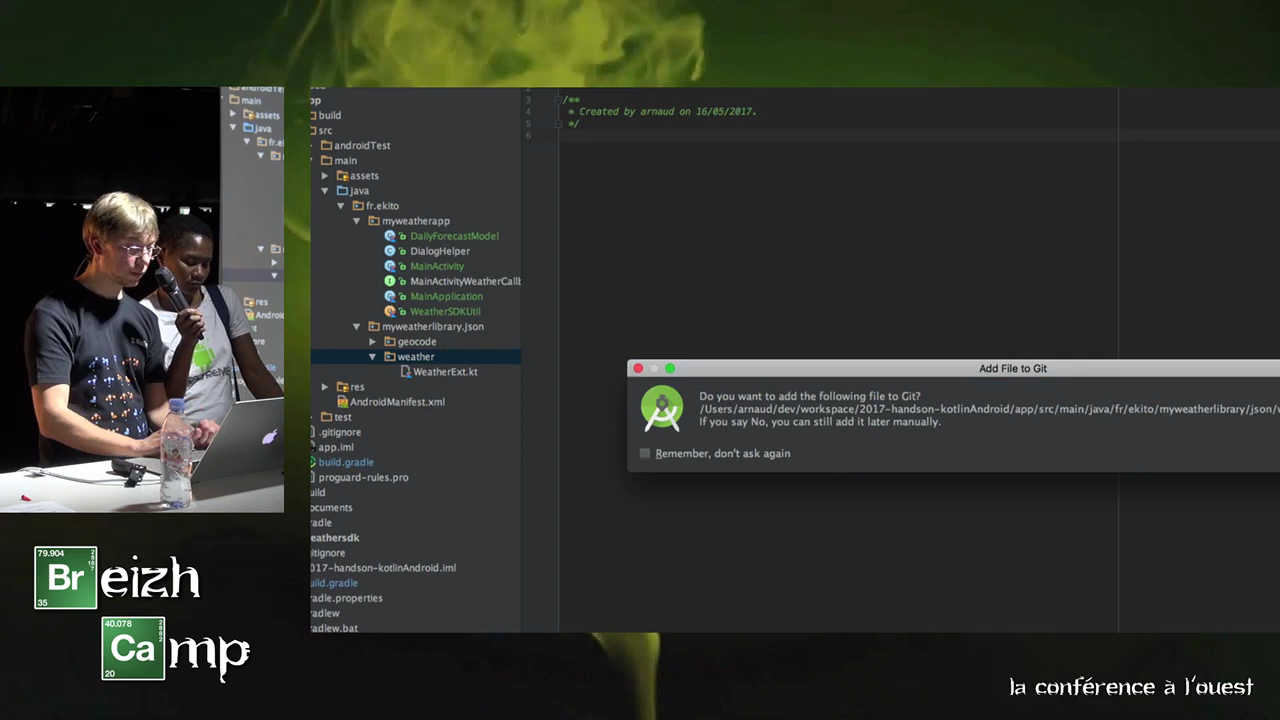 main
assets
java
fr.e
res
build
src
androidTest
main
assets
java
fr.ekito
myweatherapp
DailyForecastModel
DialogHelper
MainActivity
MainActivityWeatherCallb
MainApplication
WeatherSDKUtil
myweatherlibrary.json
geocode
weather
WeatherExt.kt
res
AndroidManifest.xml
test
.gitignore
app.iml
build.gradle
proguard-rules.pro
uild
ocuments
radle
eathersdk
gitignore
017-handson-kotlinAndroid.iml
uild.gradle
radle.properties
radlew
radlew.bat
3 /**
4 * Created by arnaud on 16/05/2017.
5 */
6
Add File to Git
Do you want to add the following file to Git?
/Users/arnaud/dev/workspace/2017-handson-kotlinAndroid/app/src/main/java/fr/ekito/myweatherlibrary/json/
If you say No, you can still add it later manually.
Remember, don't ask again
79.904
Br eizh
35
40.078
Ca mp
20
la conférence à l'ouest